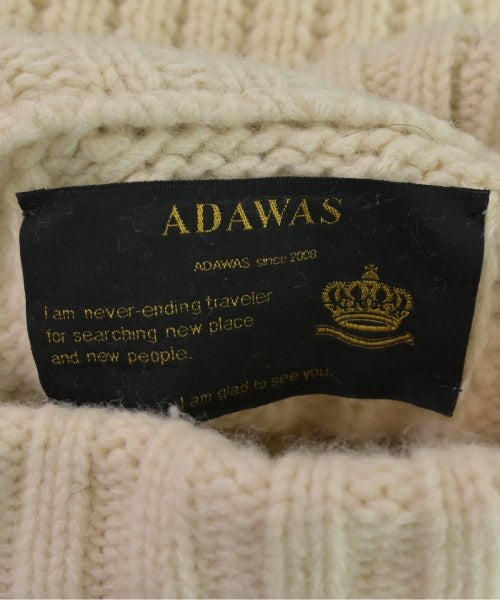 ADAWAS
ADAWAS since 2008
I am never-ending traveler
for searching new place
and new people.
I am glad to see you.